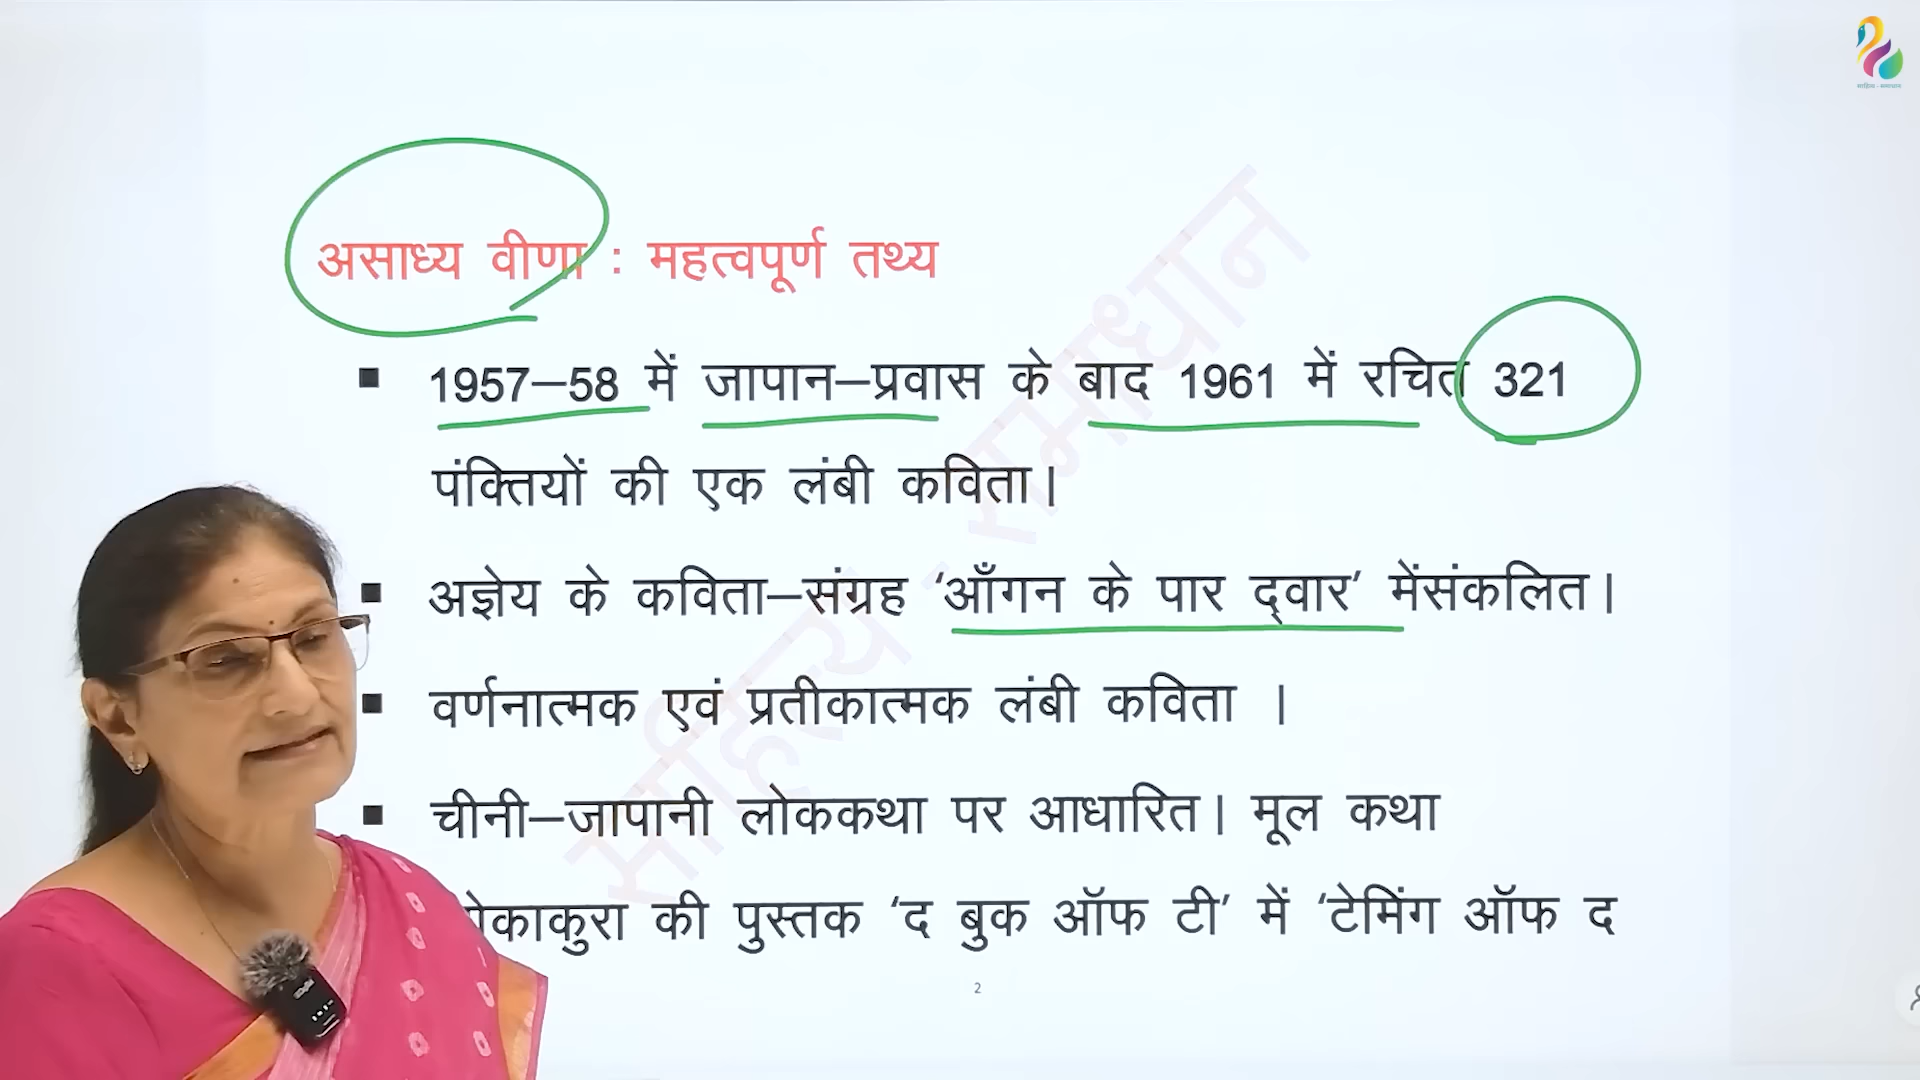 असाध्य वीणा : महत्वपूर्ण तथ्य
▪ 1957–58 में जापान–प्रवास के बाद 1961 में रचित 321
पंक्तियों की एक लंबी कविता।
▪ अज्ञेय के कविता–संग्रह ‘आँगन के पार द्वार’ मेंसंकलित।
▪ वर्णनात्मक एवं प्रतीकात्मक लंबी कविता ।
▪ चीनी–जापानी लोककथा पर आधारित। मूल कथा
की पुस्तक ‘द बुक ऑफ टी’ में ‘टेमिंग ऑफ द
2
साहित्य - समाधान